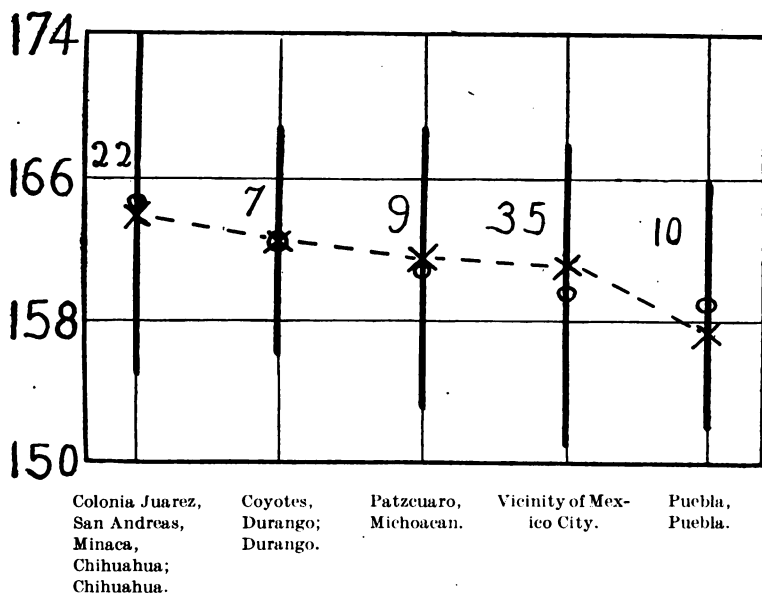 174
22
166
7
9
35
10
158
150
Colonia Juarez,
San Andreas,
Minaca,
Chihuahua;
Chihuahua.
Coyotes,
Durango;
Durango.
Patzcuaro,
Michoacan.
Vicinity of Mex-
ico City.
Puebla,
Puebla.